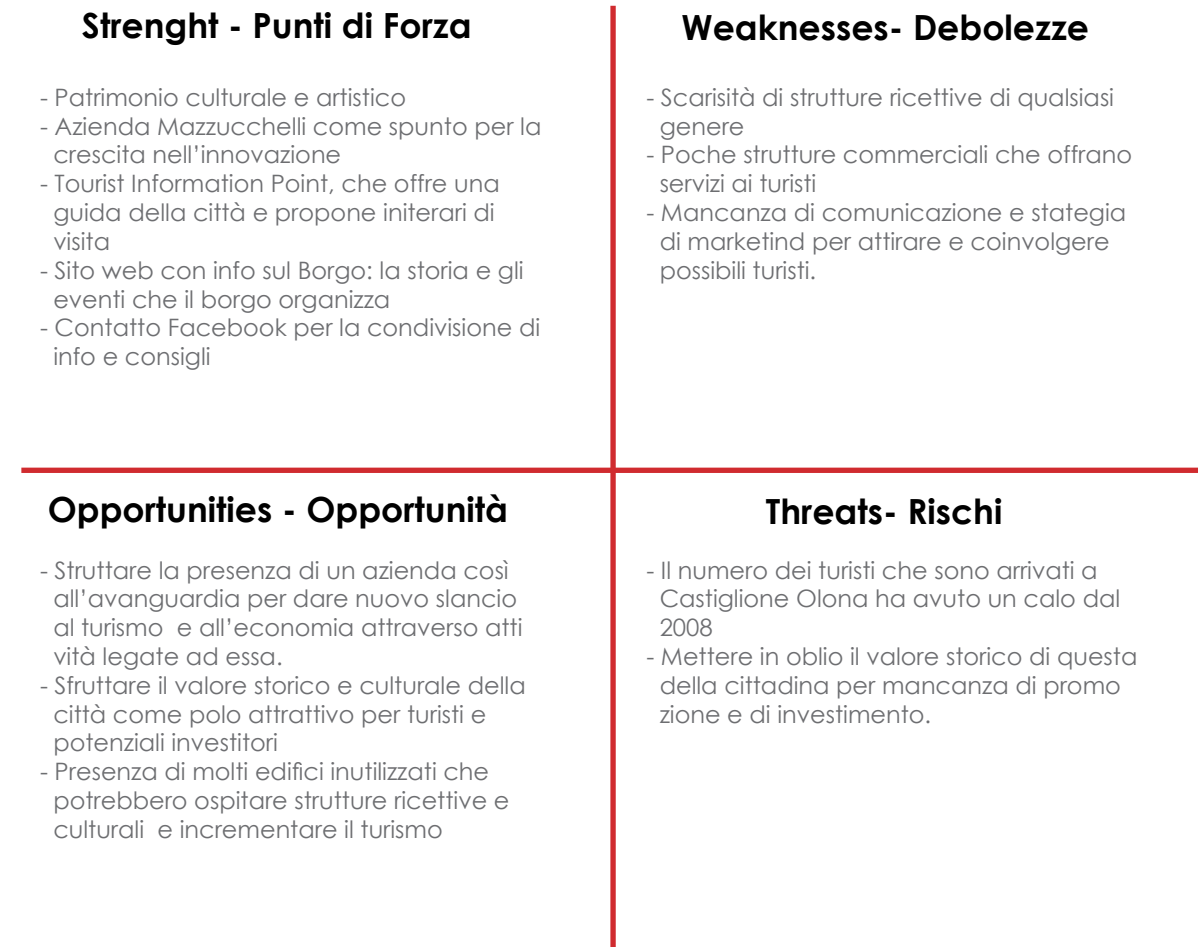 Strenght - Punti di Forza
- Patrimonio culturale e artistico
- Azienda Mazzucchelli come spunto per la
crescita nell'innovazione
- Tourist Information Point, che offre una
guida della città e propone initerari di
visita
- Sito web con info sul Borgo: la storia e gli
eventi che il borgo organizza
- Contatto Facebook per la condivisione di
info e consigli
Weaknesses- Debolezze
- Scarisità di strutture ricettive di qualsiasi
genere
- Poche strutture commerciali che offrano
servizi ai turisti
- Mancanza di comunicazione e stategia
di marketind per attirare e coinvolgere
possibili turisti.
Opportunities - Opportunità
- Struttare la presenza di un azienda così
all'avanguardia per dare nuovo slancio
al turismo  e all'economia attraverso atti
vità legate ad essa.
- Sfruttare il valore storico e culturale della
città come polo attrattivo per turisti e
potenziali investitori
- Presenza di molti edifici inutilizzati che
potrebbero ospitare strutture ricettive e
culturali  e incrementare il turismo
Threats- Rischi
- Il numero dei turisti che sono arrivati a
Castiglione Olona ha avuto un calo dal
2008
- Mettere in oblio il valore storico di questa
della cittadina per mancanza di promo
zione e di investimento.